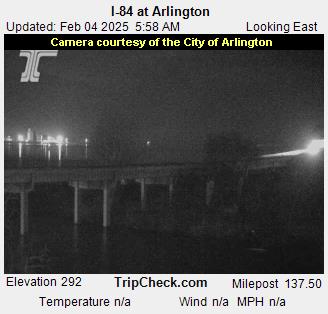 I-84 at Arlington
Updated: Feb 04 2025 5:58 AM Looking East
Camera courtesy of the City of Arlington
Elevation 292 TripCheck.com Milepost 137.50
Temperature n/a Wind n/a MPH n/a